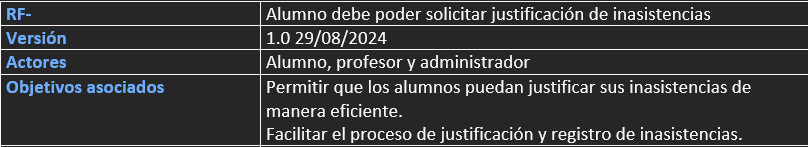 RF- Alumno debe poder solicitar justificación de inasistencias
Versión 1.0 29/08/2024
Actores Alumno, profesor y administrador
Objetivos asociados Permitir que los alumnos puedan justificar sus inasistencias de
manera eficiente.
Facilitar el proceso de justificación y registro de inasistencias.